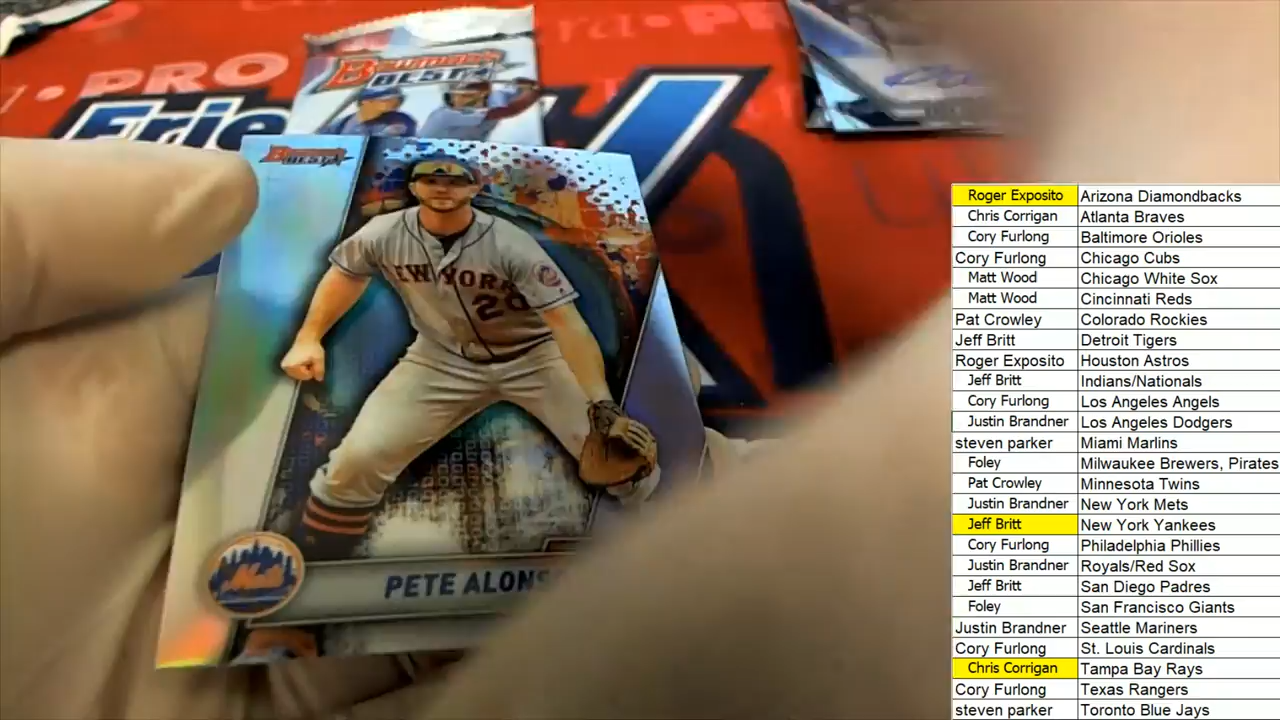 PRO
ra•PRO
Erie
BOWMAN'S
BEST
BOWMAN'S
BEST
NEW YORK
20
Mets
PETE ALONS
Roger Exposito Arizona Diamondbacks
Chris Corrigan Atlanta Braves
Cory Furlong Baltimore Orioles
Cory Furlong Chicago Cubs
Matt Wood Chicago White Sox
Matt Wood Cincinnati Reds
Pat Crowley Colorado Rockies
Jeff Britt Detroit Tigers
Roger Exposito Houston Astros
Jeff Britt Indians/Nationals
Cory Furlong Los Angeles Angels
Justin Brandner Los Angeles Dodgers
steven parker Miami Marlins
Foley Milwaukee Brewers, Pirates
Pat Crowley Minnesota Twins
Justin Brandner New York Mets
Jeff Britt New York Yankees
Cory Furlong Philadelphia Phillies
Justin Brandner Royals/Red Sox
Jeff Britt San Diego Padres
Foley San Francisco Giants
Justin Brandner Seattle Mariners
Cory Furlong St. Louis Cardinals
Chris Corrigan Tampa Bay Rays
Cory Furlong Texas Rangers
steven parker Toronto Blue Jays